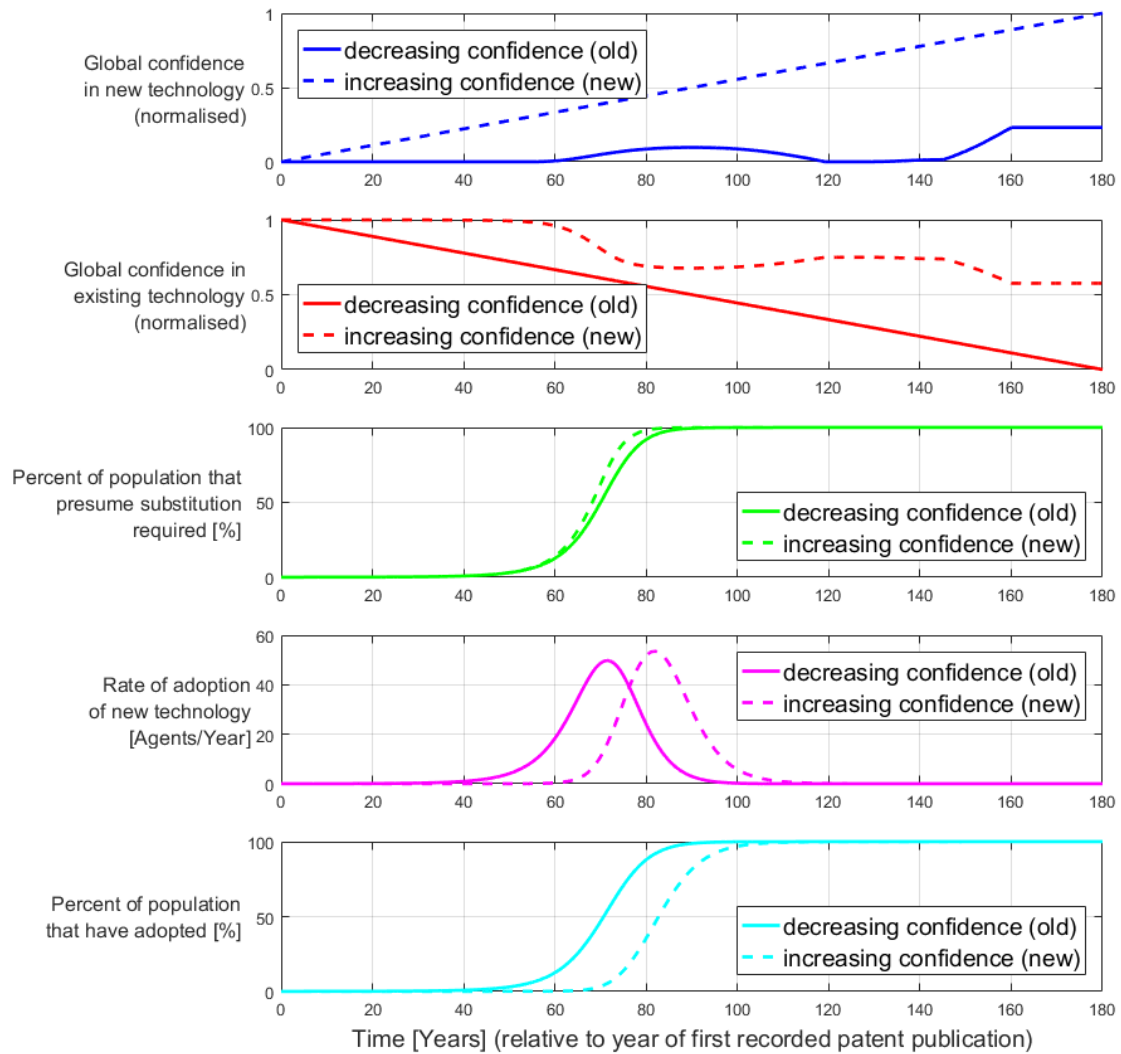 Global confidence
in new technology
(normalised)
1
0.5
0
decreasing confidence (old)
increasing confidence (new)
0 20 40 60 80 100 120 140 160 180
Global confidence in
existing technology
(normalised)
1
0.5
0
decreasing confidence (old)
increasing confidence (new)
0 20 40 60 80 100 120 140 160 180
Percent of population that
presume substitution
required [%]
100
50
0
decreasing confidence (old)
increasing confidence (new)
0 20 40 60 80 100 120 140 160 180
Rate of adoption
of new technology
[Agents/Year]
60
40
20
0
decreasing confidence (old)
increasing confidence (new)
0 20 40 60 80 100 120 140 160 180
Percent of population
that have adopted [%]
100
50
0
decreasing confidence (old)
increasing confidence (new)
0 20 40 60 80 100 120 140 160 180
Time [Years] (relative to year of first recorded patent publication)